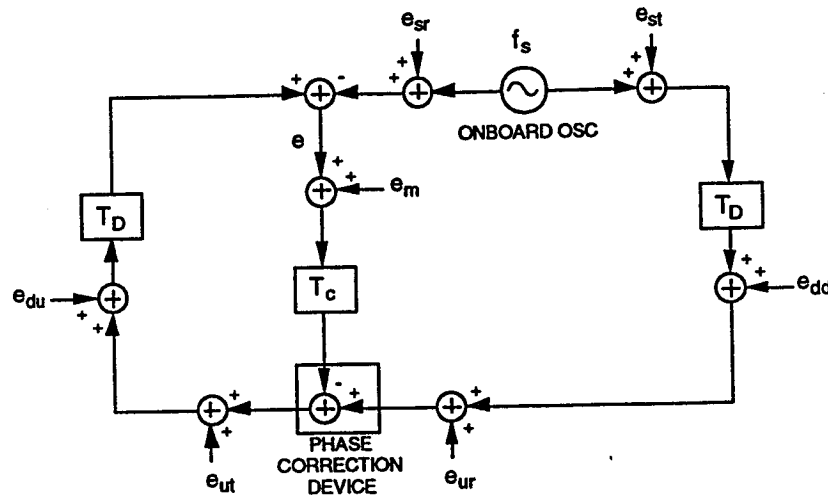 e_sr
f_s
e_st
+
+
+
-
+
+
ONBOARD OSC
e
+
+
e_m
T_D
T_D
T_c
e_du
+
+
+
+
e_dd
-
+
+
+
e_ut
+
+
e_ur
PHASE
CORRECTION
DEVICE